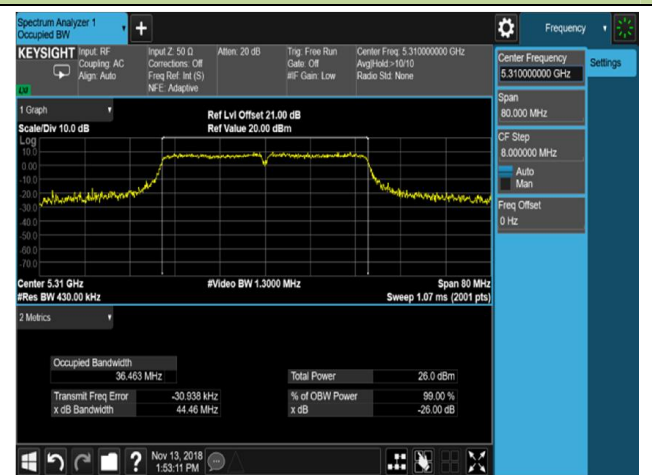 Spectrum Analyzer 1
Occupied BW
+
Frequency
KEYSIGHT
Input: RF
Coupling: AC
Align: Auto
Input Z: 50 Ω
Corrections: Off
Freq Ref: Int (S)
NFE: Adaptive
Atten: 20 dB
Trig: Free Run
Gate: Off
#IF Gain: Low
Center Freq: 5.310000000 GHz
Avg|Hold:>10/10
Radio Std: None
Center Frequency
5.310000000 GHz
Settings
Span
80.000 MHz
CF Step
8.000000 MHz
Auto
Man
Freq Offset
0 Hz
1 Graph
Scale/Div 10.0 dB
Ref Lvl Offset 21.00 dB
Ref Value 20.00 dBm
Log
10.0
0.00
-10.0
-20.0
-30.0
-40.0
-50.0
-60.0
-70.0
Center 5.31 GHz
#Video BW 1.3000 MHz
Span 80 MHz
#Res BW 430.00 kHz
Sweep 1.07 ms (2001 pts)
2 Metrics
Occupied Bandwidth
36.463 MHz
Total Power 26.0 dBm
Transmit Freq Error -30.938 kHz
% of OBW Power 99.00 %
x dB Bandwidth 44.46 MHz
x dB -26.00 dB
?
Nov 13, 2018
1:53:11 PM